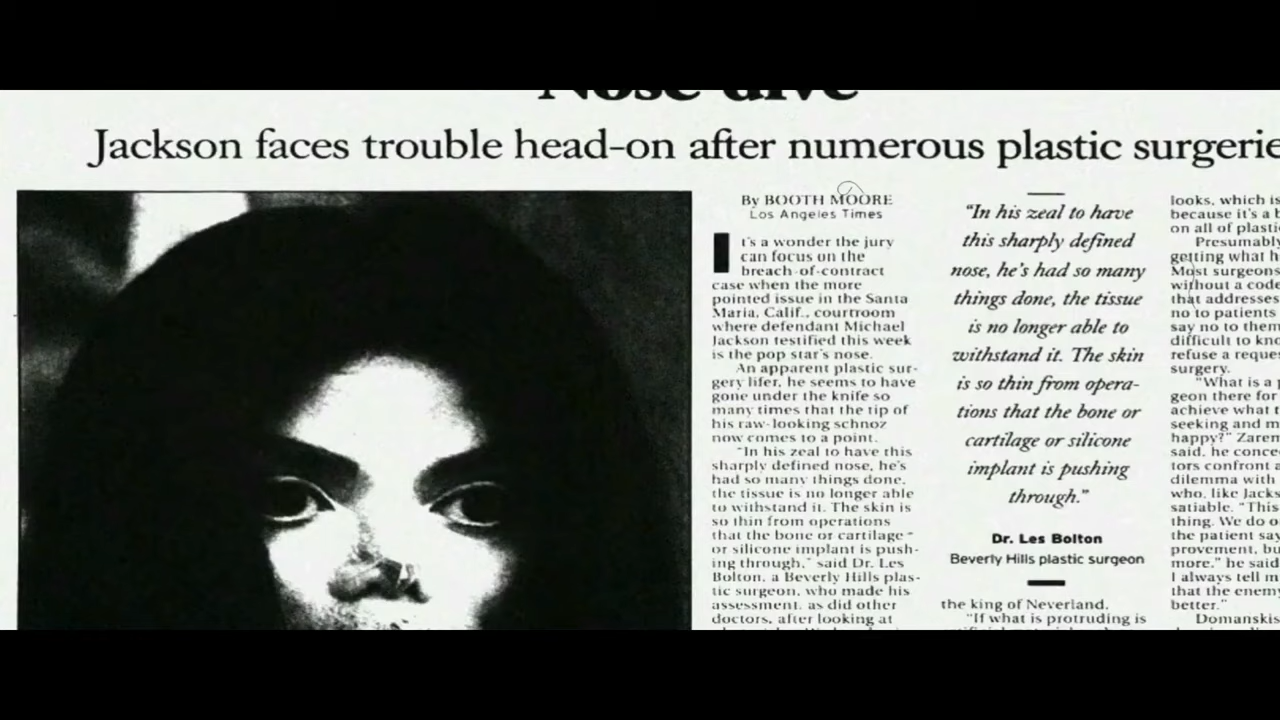 Nose dive
Jackson faces trouble head-on after numerous plastic surgerie
By BOOTH MOORE
Los Angeles Times
It's a wonder the jury
can focus on the
breach-of-contract
case when the more
pointed issue in the Santa
Maria, Calif., courtroom
where defendant Michael
Jackson testified this week
is the pop star's nose.
An apparent plastic sur-
gery lifer, he seems to have
gone under the knife so
many times that the tip of
his raw-looking schnoz
now comes to a point.
"In his zeal to have this
sharply defined nose, he's
had so many things done,
the tissue is no longer able
to withstand it. The skin is
so thin from operations
that the bone or cartilage
or silicone implant is push-
ing through," said Dr. Les
Bolton, a Beverly Hills plas-
tic surgeon, who made his
assessment, as did other
doctors, after looking at
"In his zeal to have
this sharply defined
nose, he's had so many
things done, the tissue
is no longer able to
withstand it. The skin
is so thin from opera-
tions that the bone or
cartilage or silicone
implant is pushing
through."
Dr. Les Bolton
Beverly Hills plastic surgeon
the king of Neverland.
"If what is protruding is
looks, which is
because it's a b
on all of plasti
Presumably
getting what h
Most surgeons
without a code
that addresses
no to patients
say no to them
difficult to kno
refuse a reque
surgery.
"What is a p
geon there for
achieve what t
seeking and m
happy?" Zaren
said, he conce
tors confront a
dilemma with
who, like Jacks
satiable. "This
thing. We do o
the patient say
provement, bu
more," he said
I always tell m
that the enemy
better."
Domanskis